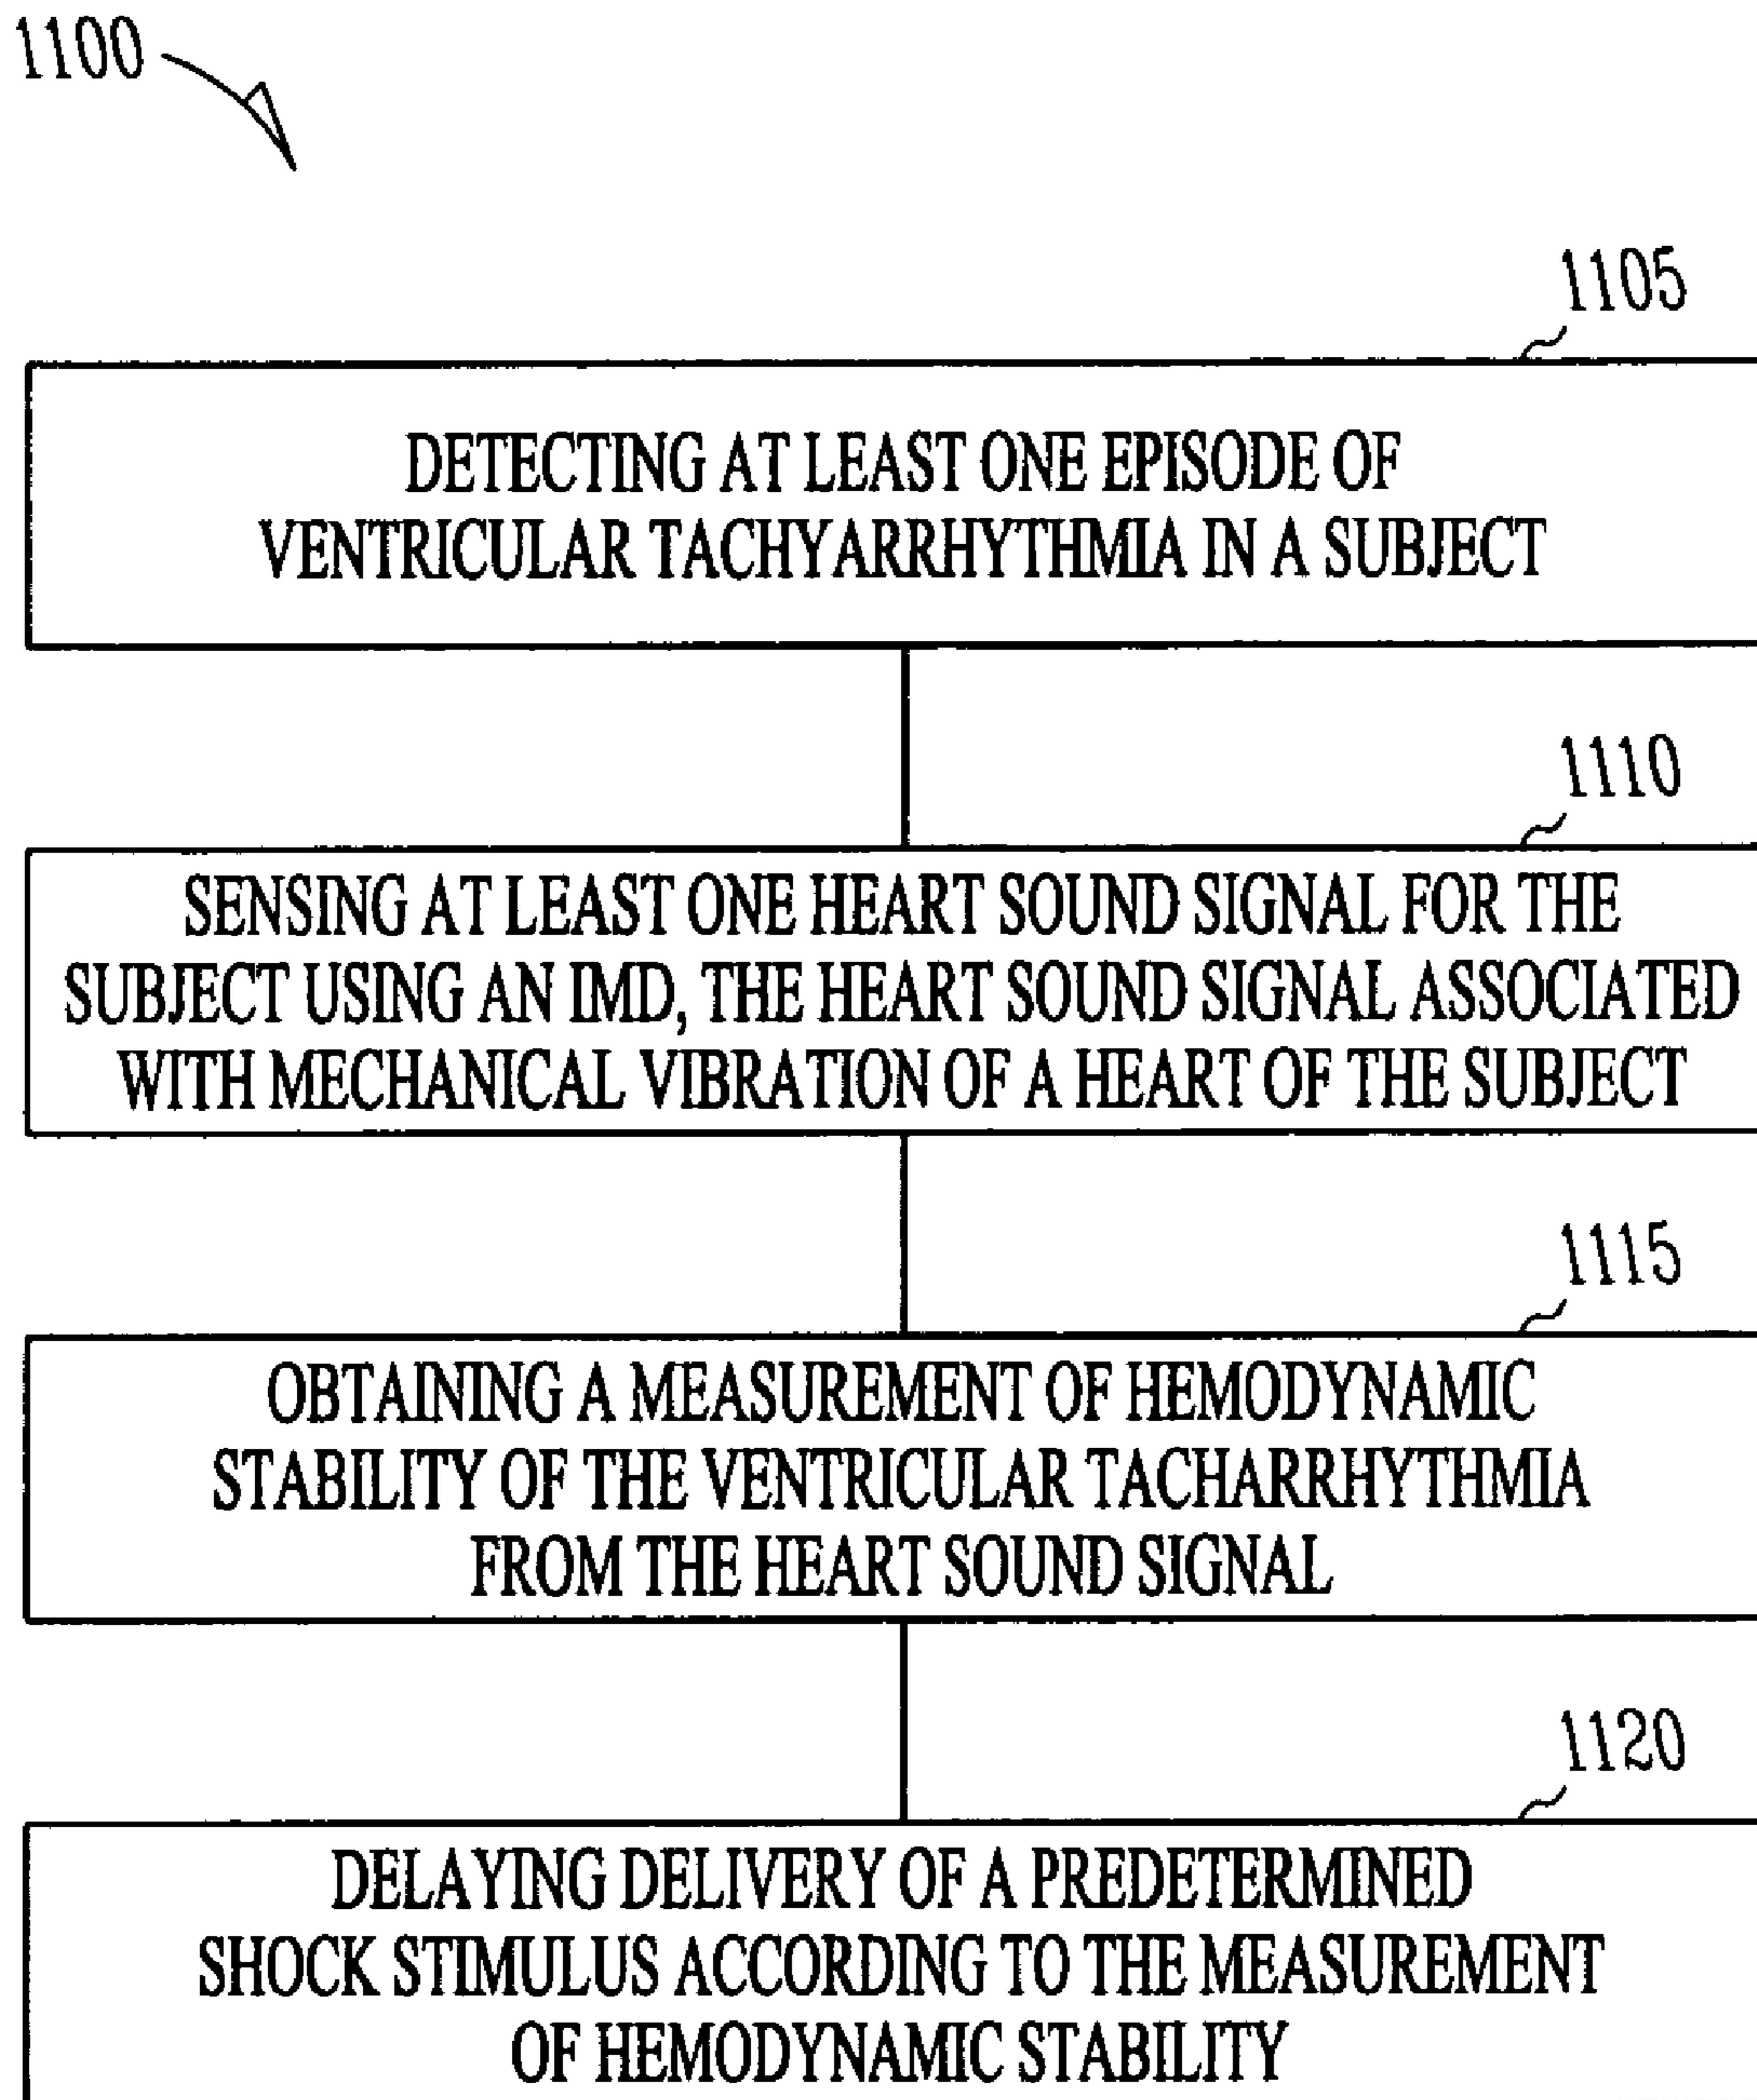 1100
1105
DETECTING AT LEAST ONE EPISODE OF
VENTRICULAR TACHYARRHYTHMIA IN A SUBJECT
1110
SENSING AT LEAST ONE HEART SOUND SIGNAL FOR THE
SUBJECT USING AN IMD, THE HEART SOUND SIGNAL ASSOCIATED
WITH MECHANICAL VIBRATION OF A HEART OF THE SUBJECT
1115
OBTAINING A MEASUREMENT OF HEMODYNAMIC
STABILITY OF THE VENTRICULAR TACHARRHYTHMIA
FROM THE HEART SOUND SIGNAL
1120
DELAYING DELIVERY OF A PREDETERMINED
SHOCK STIMULUS ACCORDING TO THE MEASUREMENT
OF HEMODYNAMIC STABILITY